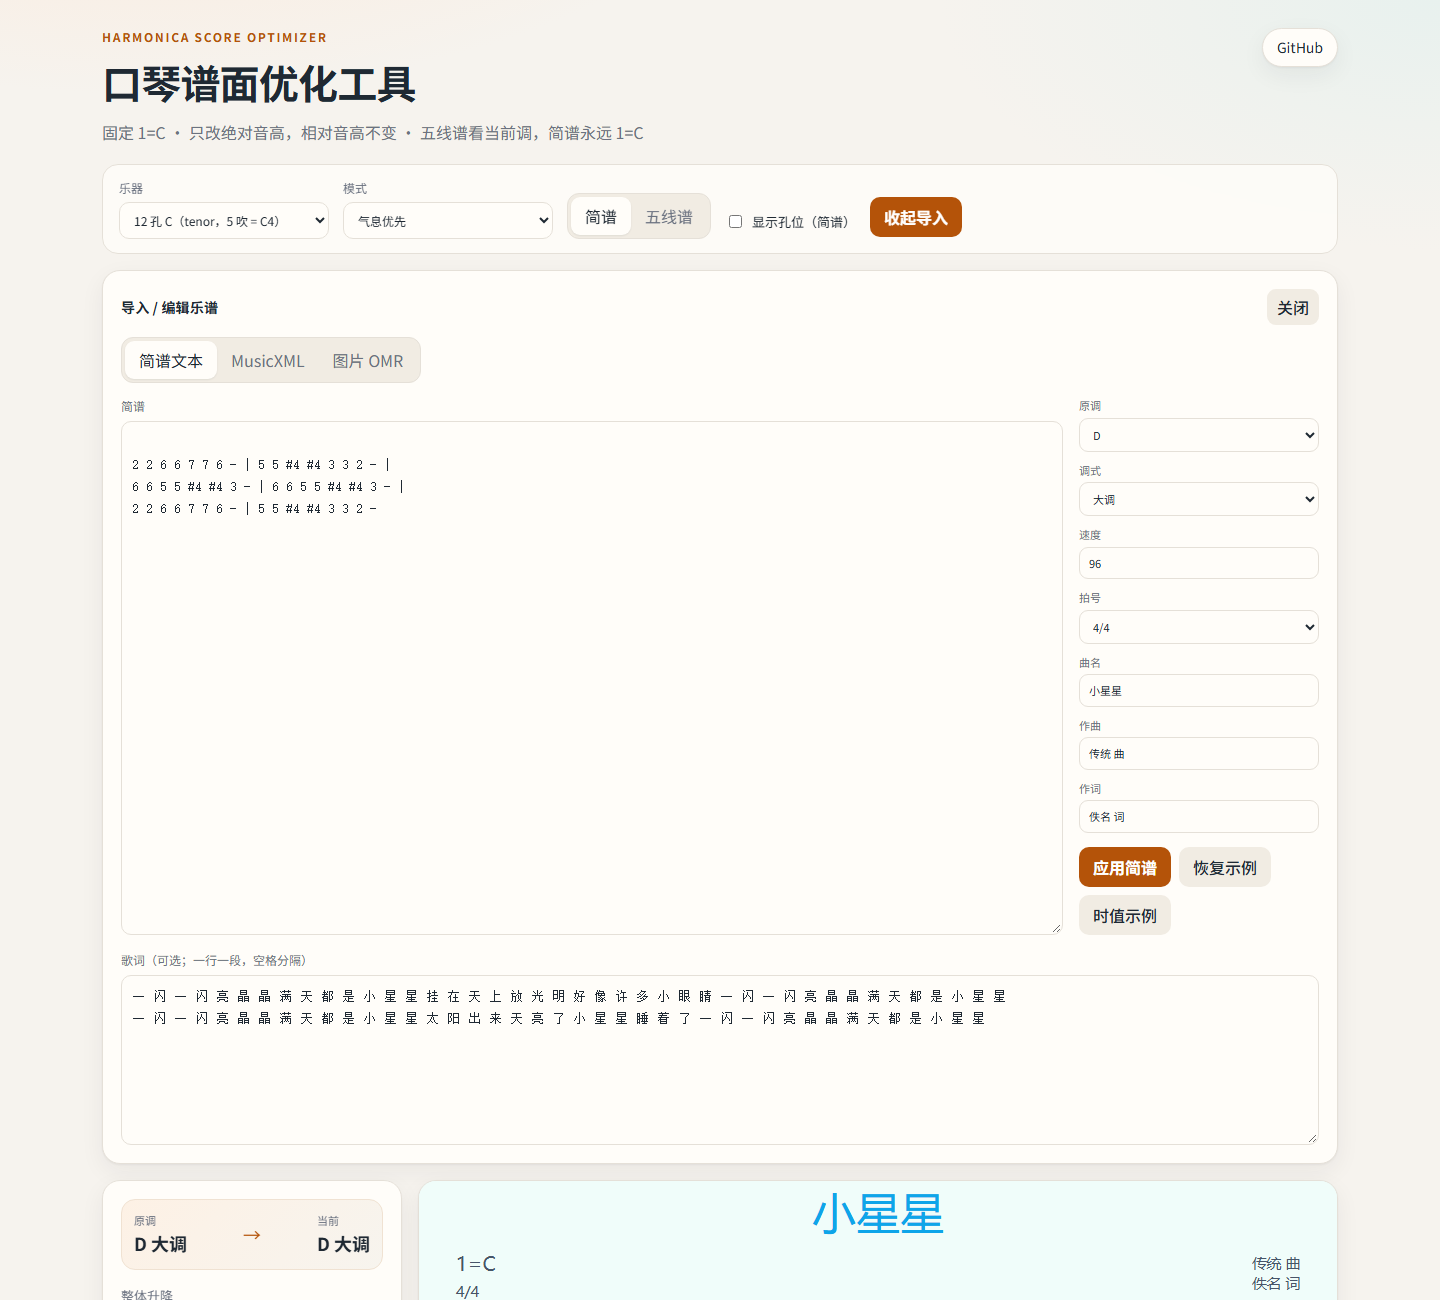 HARMONICA SCORE OPTIMIZER
GitHub
口琴谱面优化工具
固定 1=C · 只改绝对音高，相对音高不变 · 五线谱看当前调，简谱永远 1=C
乐器
模式
12 孔 C（tenor，5 吹 = C4）
气息优先
简谱
五线谱
显示孔位（简谱）
收起导入
导入 / 编辑乐谱
关闭
简谱文本
MusicXML
图片 OMR
简谱
2 2 6 6 7 7 6 - | 5 5 #4 #4 3 3 2 - |
6 6 5 5 #4 #4 3 - | 6 6 5 5 #4 #4 3 - |
2 2 6 6 7 7 6 - | 5 5 #4 #4 3 3 2 -
原调
D
调式
大调
速度
96
拍号
4/4
曲名
小星星
作曲
传统 曲
作词
佚名 词
应用简谱
恢复示例
时值示例
歌词（可选；一行一段，空格分隔）
一 闪 一 闪 亮 晶 晶 满 天 都 是 小 星 星 挂 在 天 上 放 光 明 好 像 许 多 小 眼 睛 一 闪 一 闪 亮 晶 晶 满 天 都 是 小 星 星
一 闪 一 闪 亮 晶 晶 满 天 都 是 小 星 星 太 阳 出 来 天 亮 了 小 星 星 睡 着 了 一 闪 一 闪 亮 晶 晶 满 天 都 是 小 星 星
原调
D 大调
→
当前
D 大调
整体升降
小星星
1=C
4/4
传统 曲
佚名 词